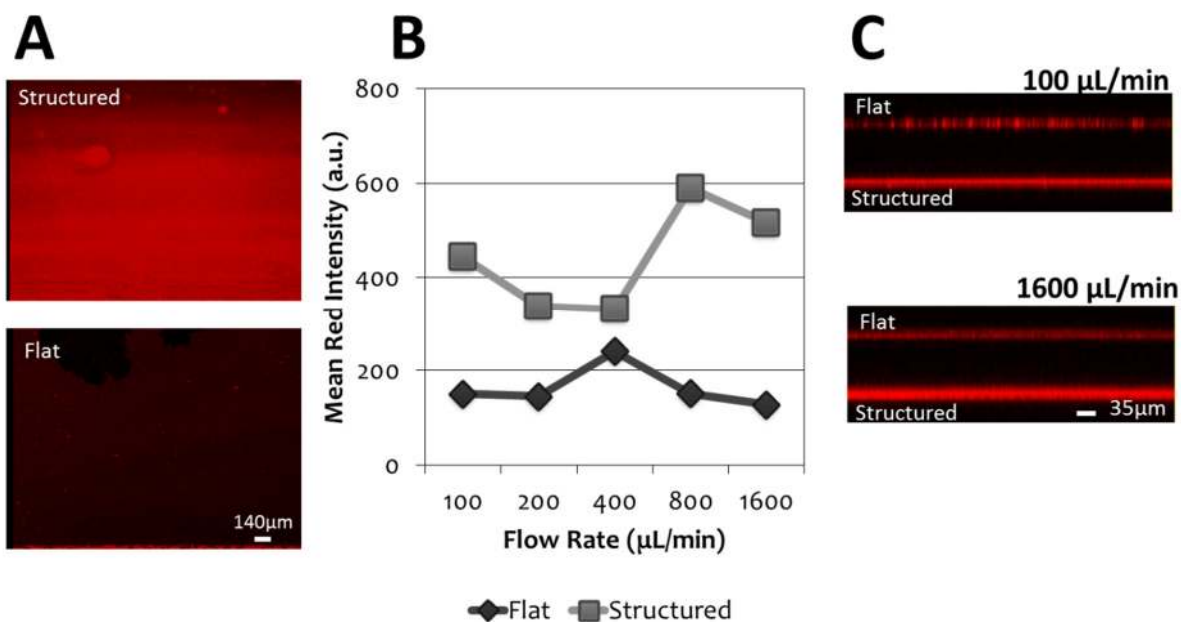 A
Structured
Flat
140µm
B
Mean Red Intensity (a.u.)
800
600
400
200
0
100 200 400 800 1600
Flow Rate (µL/min)
Flat Structured
C
100 µL/min
Flat
Structured
1600 µL/min
Flat
Structured
35µm